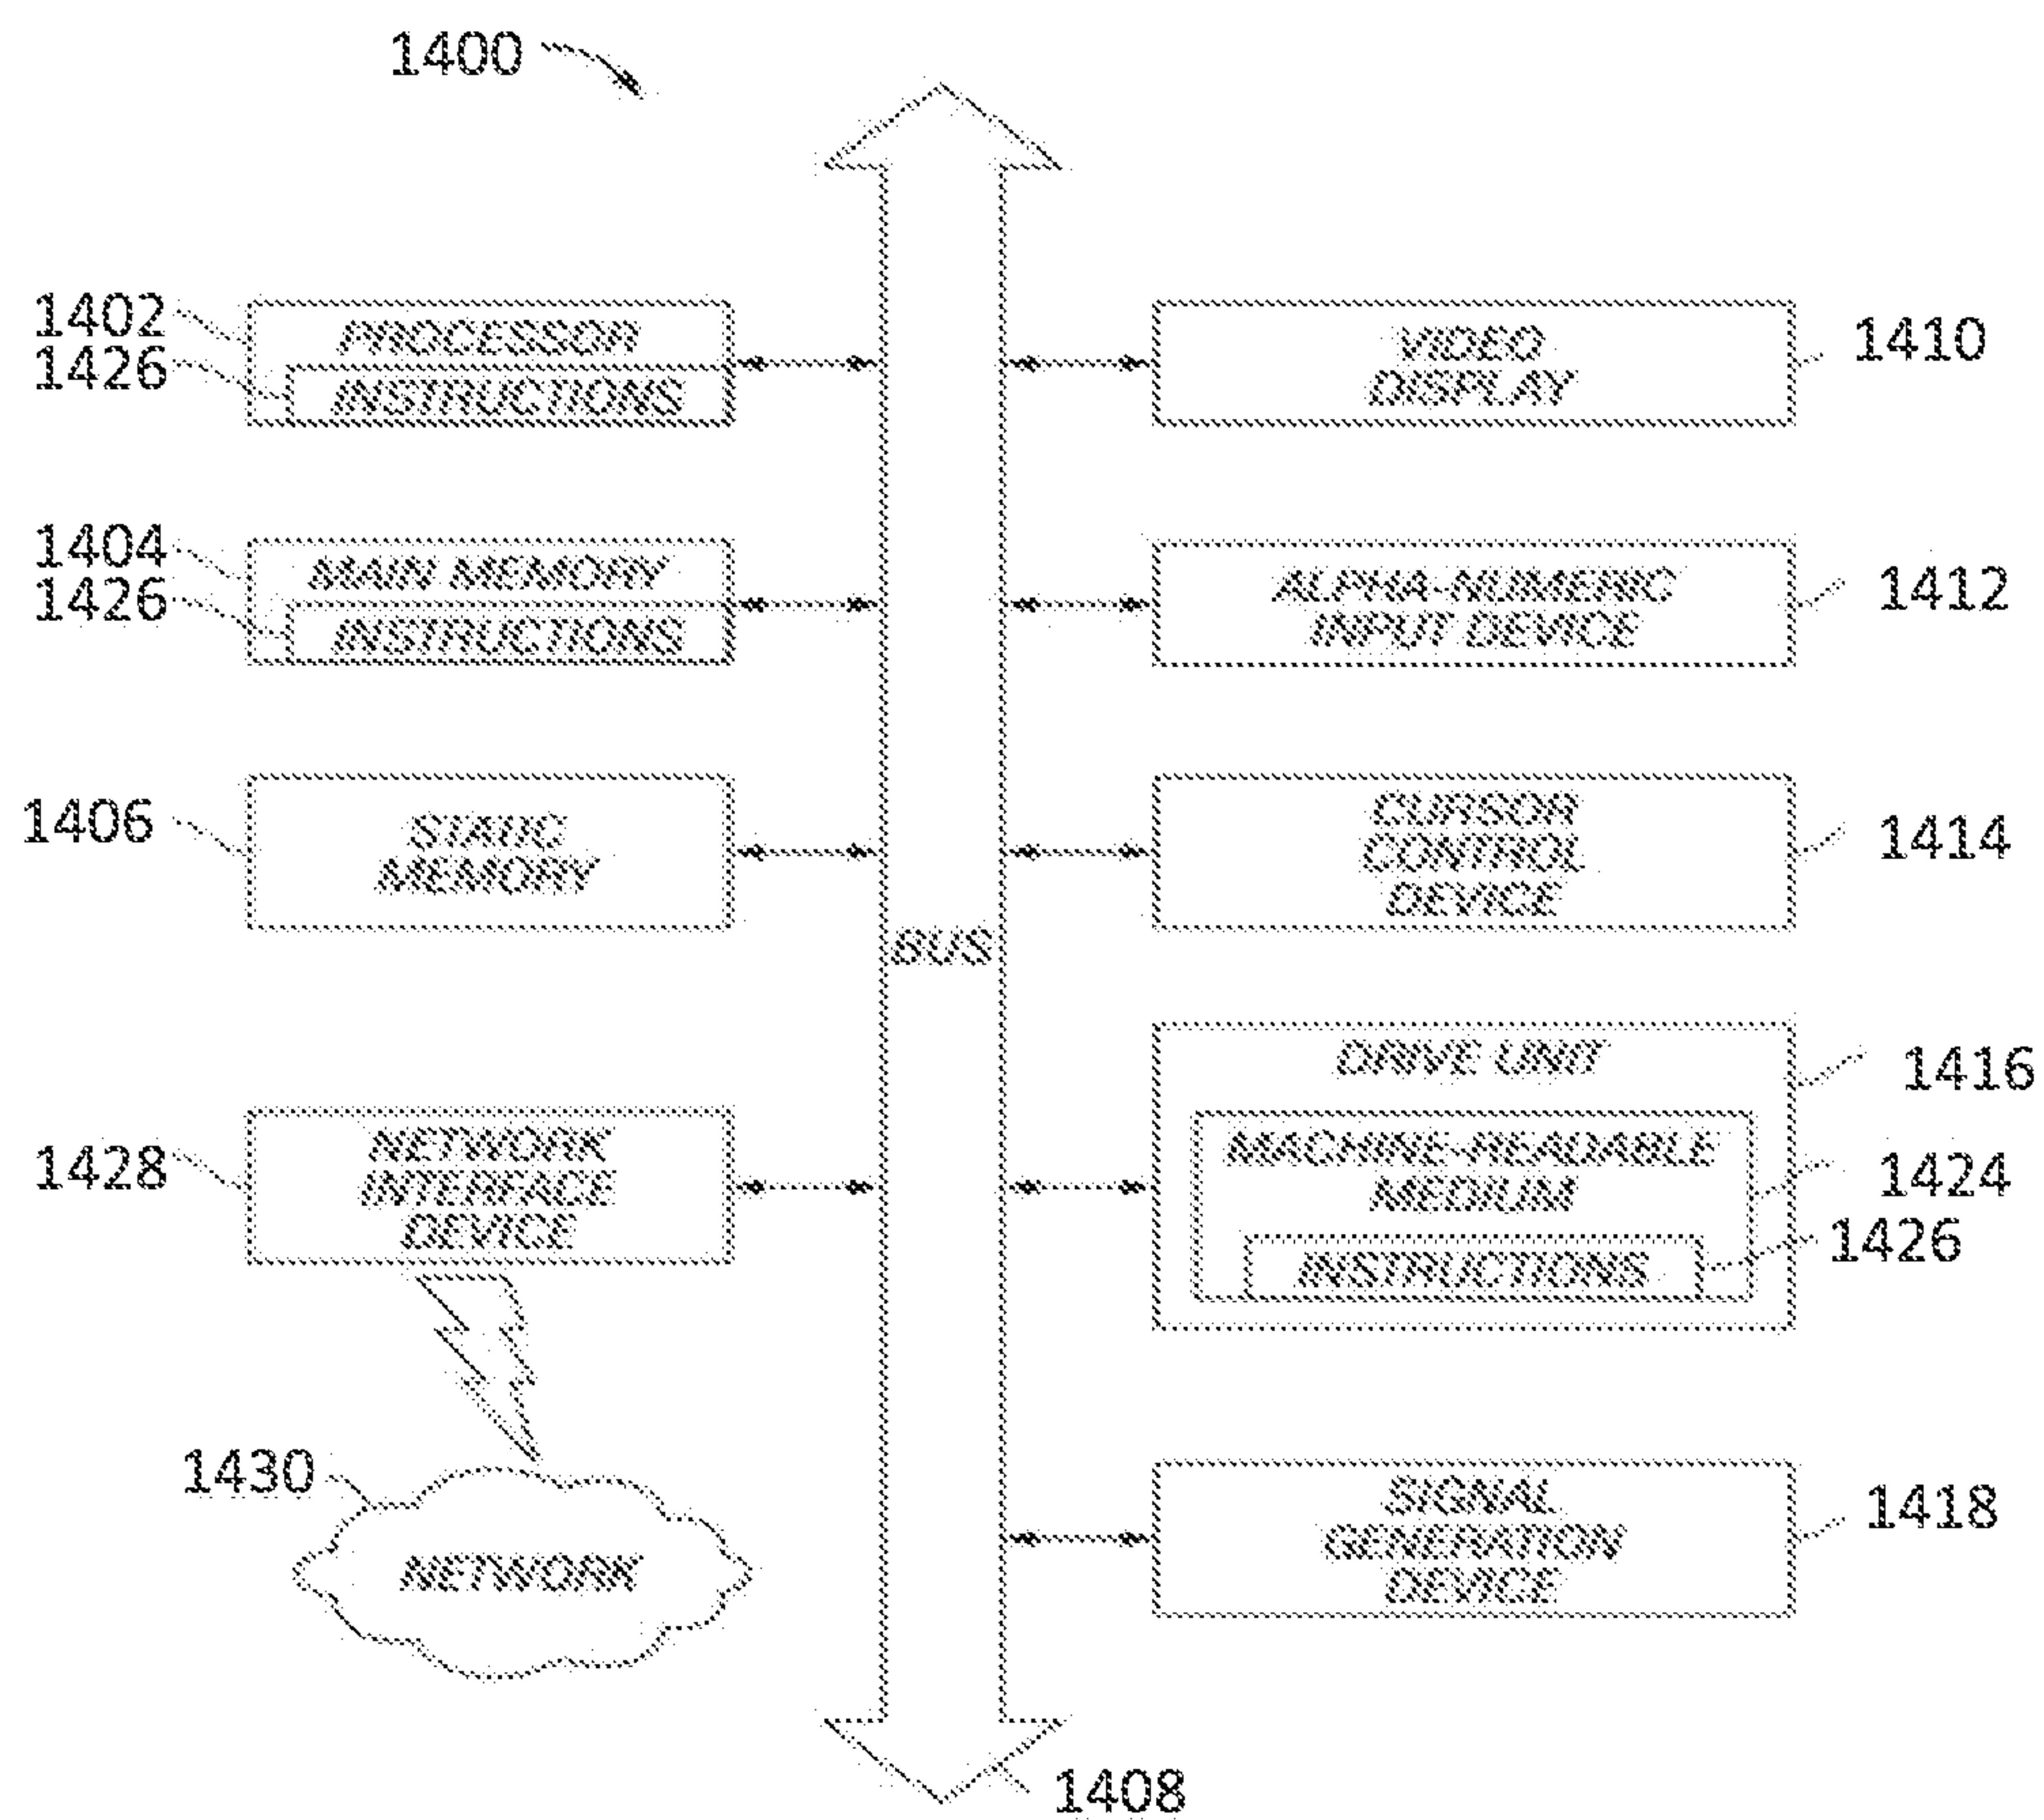 1400
1402
PROCESSOR
1426
INSTRUCTIONS
1410
VIDEO
DISPLAY
1404
MAIN MEMORY
1426
INSTRUCTIONS
1412
ALPHA-NUMERIC
INPUT DEVICE
1406
STATIC
MEMORY
1414
CURSOR
CONTROL
DEVICE
BUS
1428
NETWORK
INTERFACE
DEVICE
DRIVE UNIT
1416
MACHINE-READABLE
MEDIUM
1424
INSTRUCTIONS
1426
1430
NETWORK
SIGNAL
GENERATION
DEVICE
1418
1408